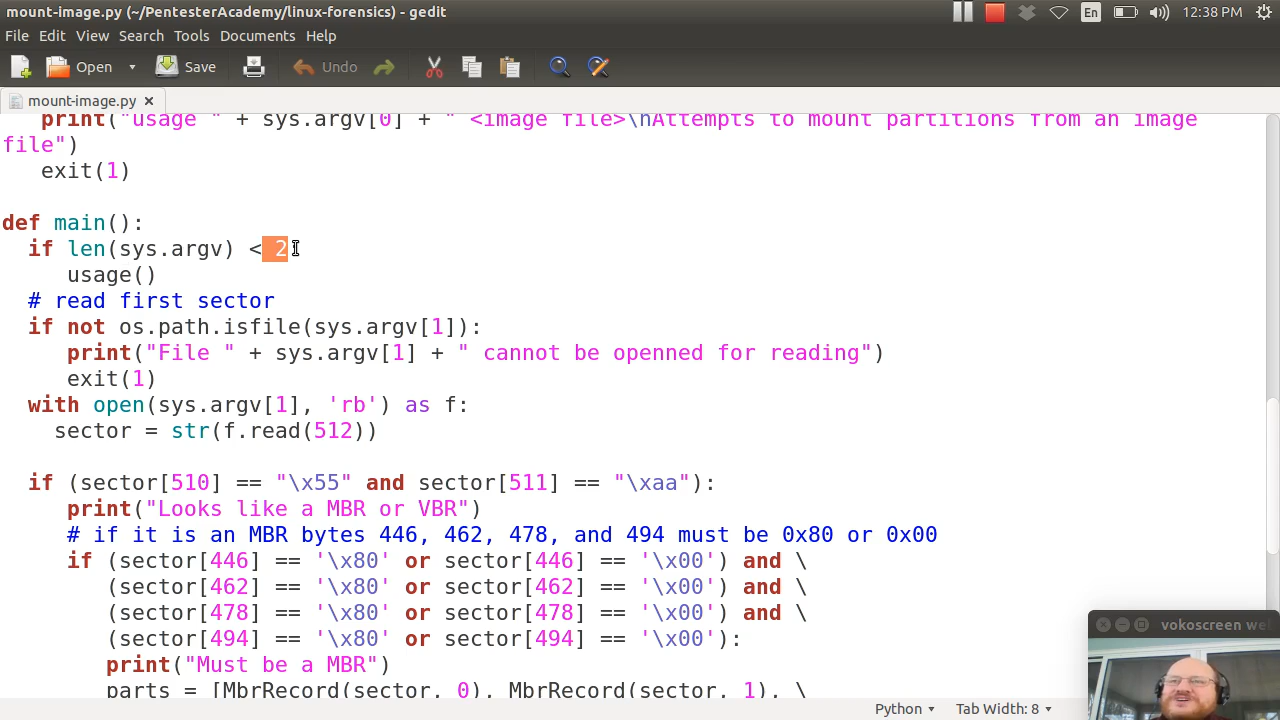 mount-image.py (~/PentesterAcademy/linux-forensics) - gedit
En
12:38 PM
File Edit View Search Tools Documents Help
Open Save Undo
mount-image.py
print("usage " + sys.argv[0] + " <image file>\nAttempts to mount partitions from an image
file")
exit(1)
def main():
if len(sys.argv) < 2
usage()
# read first sector
if not os.path.isfile(sys.argv[1]):
print("File " + sys.argv[1] + " cannot be openned for reading")
exit(1)
with open(sys.argv[1], 'rb') as f:
sector = str(f.read(512))
if (sector[510] == "\x55" and sector[511] == "\xaa"):
print("Looks like a MBR or VBR")
# if it is an MBR bytes 446, 462, 478, and 494 must be 0x80 or 0x00
if (sector[446] == '\x80' or sector[446] == '\x00') and \
(sector[462] == '\x80' or sector[462] == '\x00') and \
(sector[478] == '\x80' or sector[478] == '\x00') and \
(sector[494] == '\x80' or sector[494] == '\x00'):
print("Must be a MBR")
parts = [MbrRecord(sector, 0), MbrRecord(sector, 1), \
vokoscreen we
Python Tab Width: 8